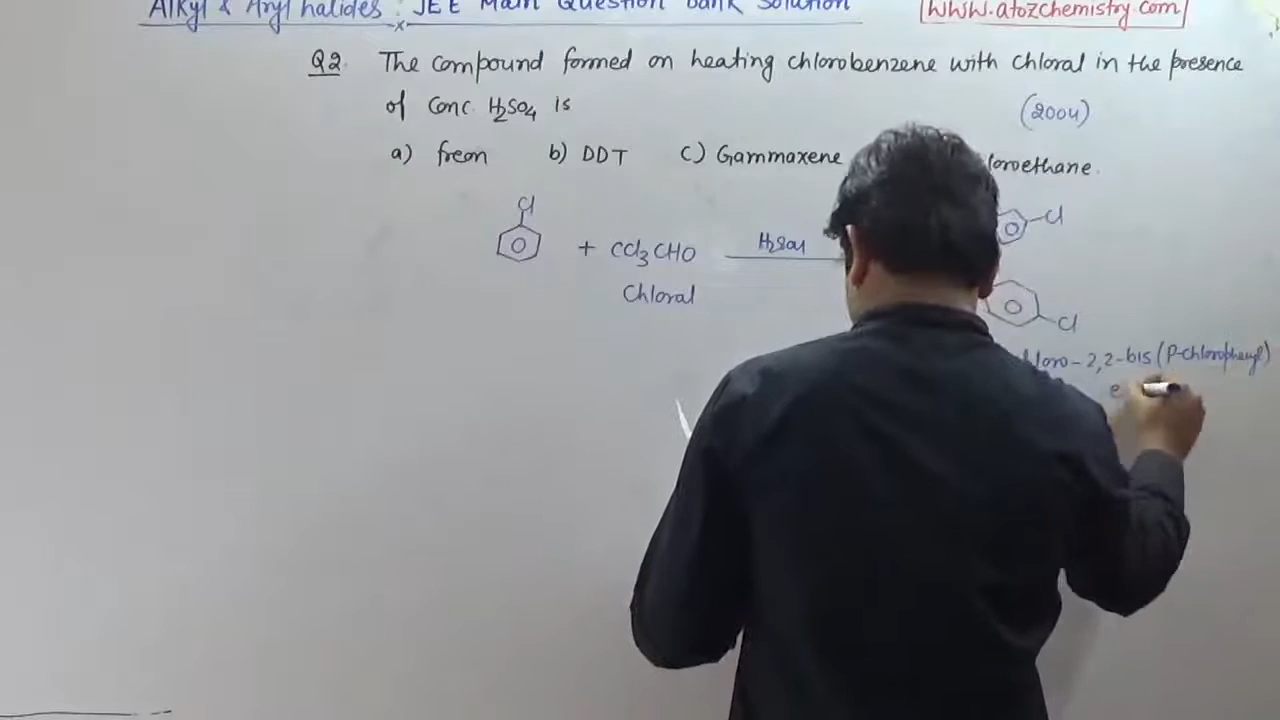 Alkyl & Aryl halides : JEE Main Question Bank Solution
www.atozchemistry.com
Q2. The compound formed on heating chlorobenzene with chloral in the presence
of Conc. H2SO4 is
(2004)
a) freon b) DDT c) Gammaxene
loroethane.
Cl
+ CCl3CHO H2SO4
Chloral
Cl
Cl
loro-2,2-bis(P-chlorophenyl)
e